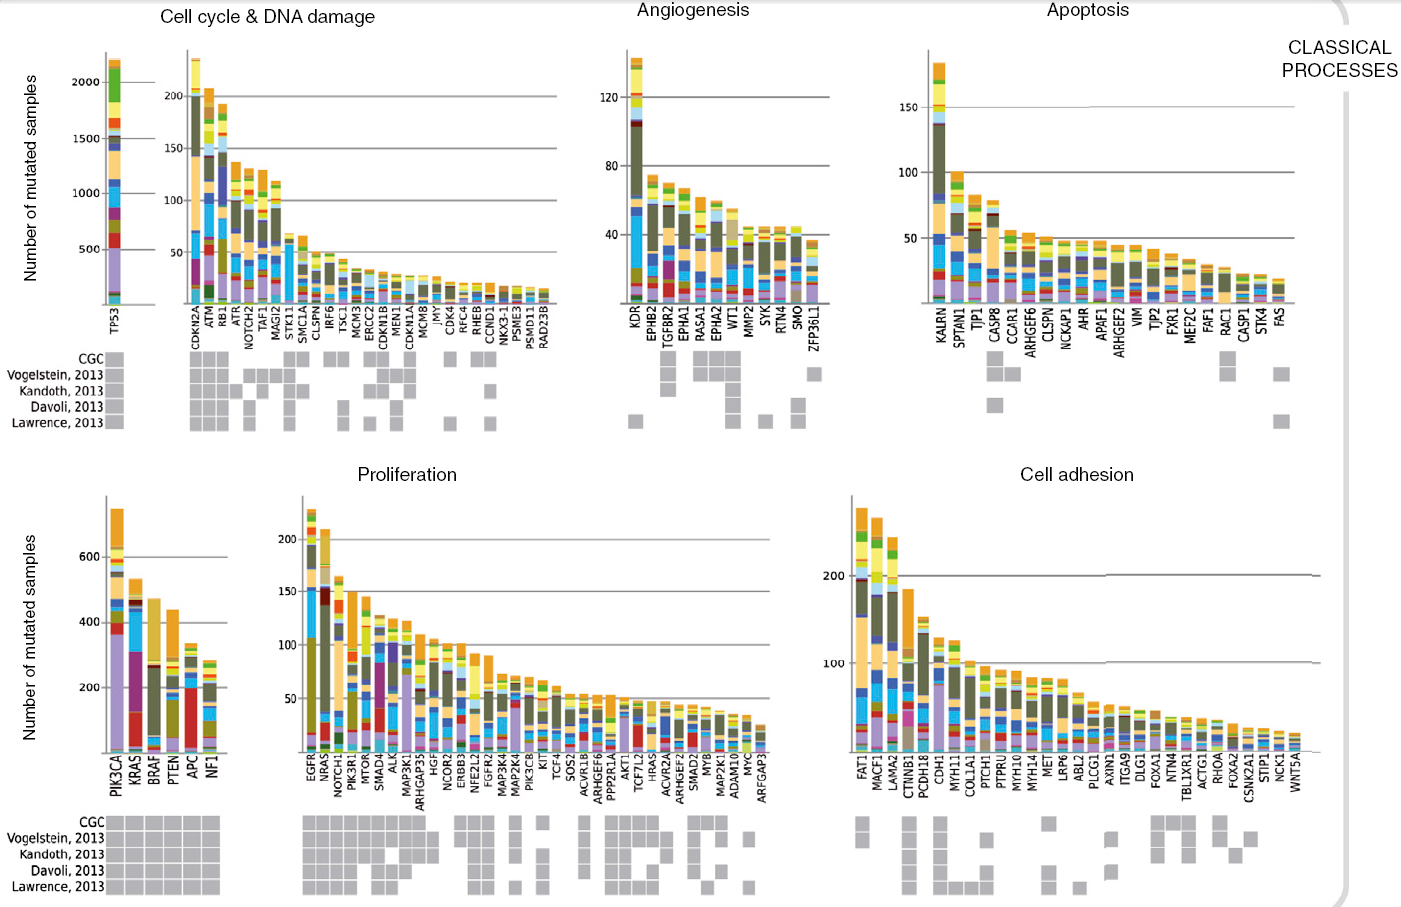 Cell cycle & DNA damage
Angiogenesis
Apoptosis
CLASSICAL
PROCESSES
Number of mutated samples
2000
1500
1000
500
TP53
200
150
100
50
CDKN2A
ATM
RB1
ATR
NOTCH2
TAF1
MAGI2
STK11
SMC1A
CLSPN
IRF6
TSC1
MCM3
ERCC2
CDKN1B
MEN1
CDKN1A
MCM8
JMY
CDK4
RFC4
RHEB
CCND1
NKX3-1
PSME3
PSMD11
RAD23B
120
80
40
KDR
EPHB2
TGFBR2
EPHA1
RASA1
EPHA2
WT1
MMP2
SYK
RTN4
SMO
ZFP36L1
150
100
50
KALRN
SPTAN1
TJP1
CASP8
CCAR1
ARHGEF6
CLSPN
NCKAP1
AHR
APAF1
ARHGEF2
VIM
TJP2
FXR1
MEF2C
FAF1
RAC1
CASP1
STK4
FAS
CGC
Vogelstein, 2013
Kandoth, 2013
Davoli, 2013
Lawrence, 2013
Proliferation
Cell adhesion
Number of mutated samples
600
400
200
PIK3CA
KRAS
BRAF
PTEN
APC
NF1
200
150
100
50
EGFR
NRAS
NOTCH1
PIK3R1
MTOR
SMAD4
ALK
MAP3K1
ARHGAP35
HGF
NCOR2
ERBB3
NFE2L2
FGFR2
MAP3K4
MAP2K4
PIK3CB
KIT
TCF4
SOS2
ACVR1B
ARHGEF6
PPP2R1A
AKT1
TCF7L2
HRAS
ACVR2A
ARHGEF2
SMAD2
MYB
MAP2K1
ADAM10
MYC
ARFGAP3
200
100
FAT1
MACF1
LAMA2
CTNNB1
PCDH18
CDH1
MYH11
COL1A1
PTCH1
PTPRU
MYH10
MYH14
MET
LRP6
ABL2
PLCG1
AXIN1
ITGA9
DLG1
FOXA1
NTN4
TBL1XR1
ACTG1
RHOA
FOXA2
CSNK2A1
STIP1
NCK1
WNT5A
CGC
Vogelstein, 2013
Kandoth, 2013
Davoli, 2013
Lawrence, 2013